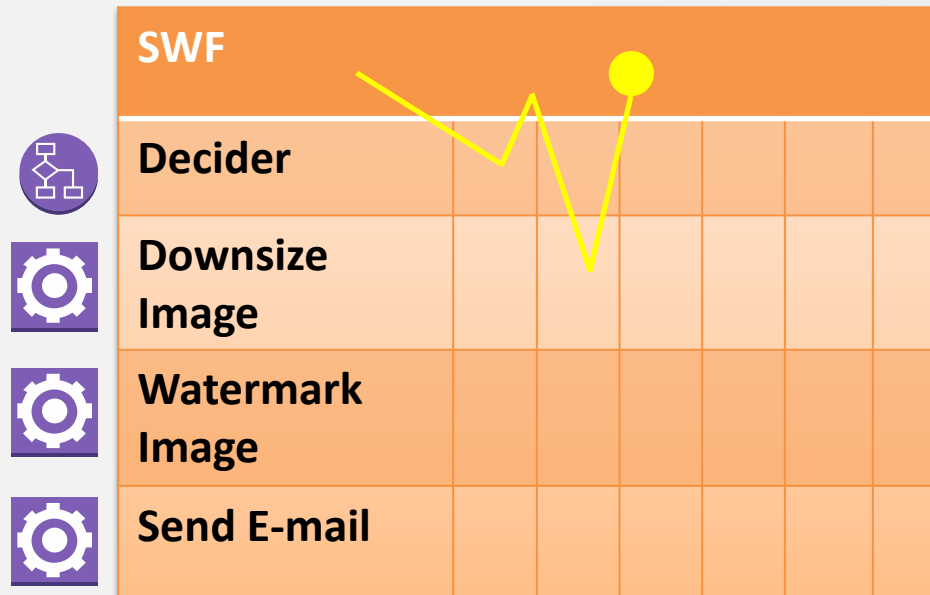 SWF
Decider
Downsize
Image
Watermark
Image
Send E-mail